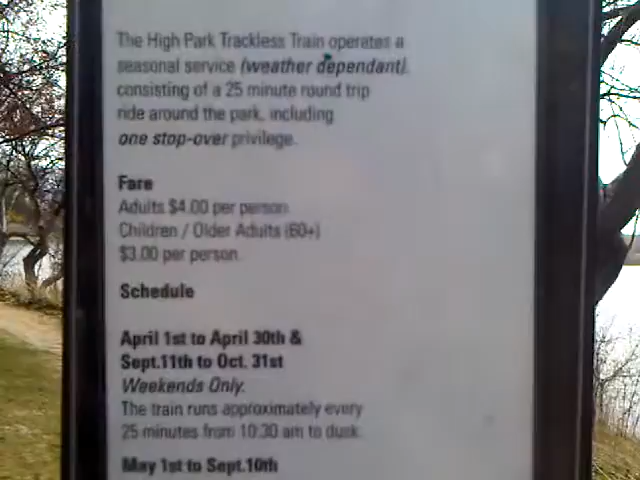 The High Park Trackless Train operates a
seasonal service (weather dependant).
consisting of a 25 minute round trip
ride around the park, including
one stop-over privilege.
Fare
Adults $4.00 per person
Children / Older Adults (60+)
$3.00 per person
Schedule
April 1st to April 30th &
Sept.11th to Oct. 31st
Weekends Only.
The train runs approximately every
25 minutes from 10:30 am to dusk.
May 1st to Sept.10th